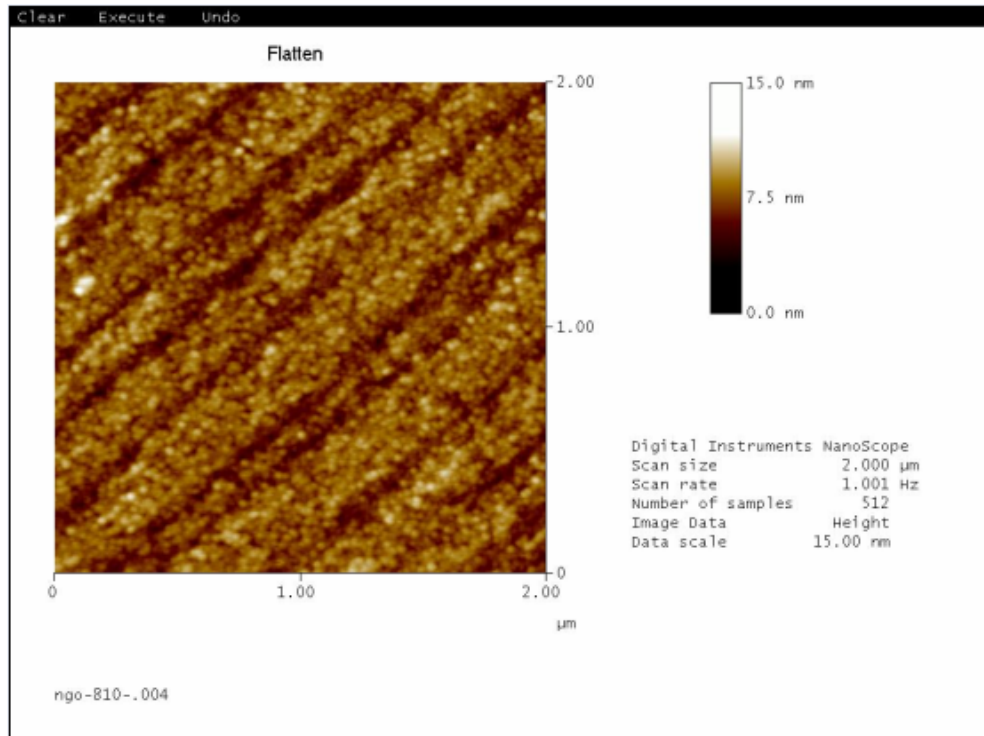 Clear Execute Undo
Flatten
2.00
1.00
0
0 1.00 2.00
µm
15.0 nm
7.5 nm
0.0 nm
Digital Instruments NanoScope
Scan size 2.000 µm
Scan rate 1.001 Hz
Number of samples 512
Image Data Height
Data scale 15.00 nm
ngo-810-.004